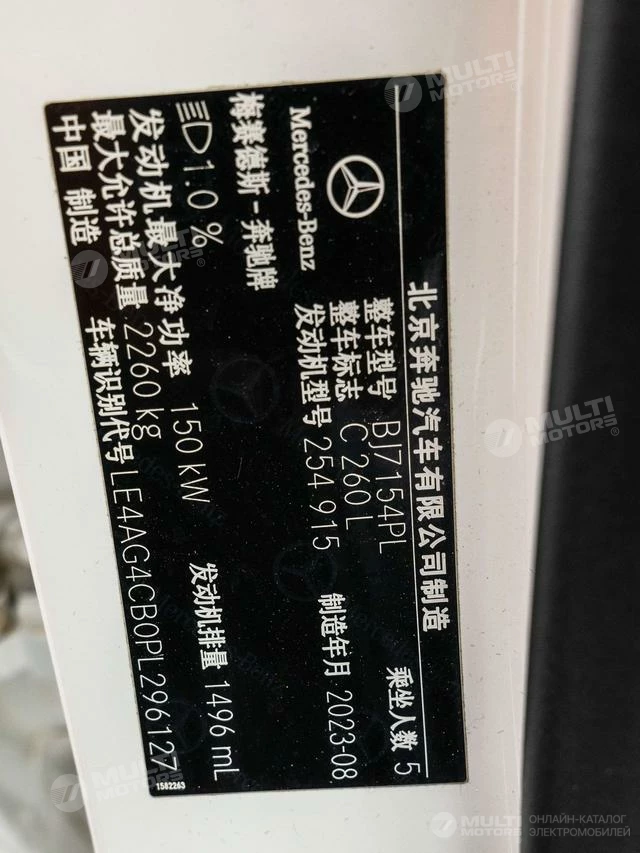 北京奔驰汽车有限公司制造
Mercedes-Benz
整车型号 BJ7154PL
乘坐人数 5
整车标志 C 260 L
梅赛德斯-奔驰牌
发动机型号 254 915
制造年月 2023-08
1.0 %
发动机最大净功率 150 kW
发动机排量 1496 mL
最大允许总质量 2260 kg
中国 制造
车辆识别代号 LE4AG4CB0PL296127
1582263
MULTI
MOTORS®
MULTI
MOTORS®
MULTI
MOTORS®
MULTI
MOTORS
ОНЛАЙН-КАТАЛОГ
ЭЛЕКТРОМОБИЛЕЙ